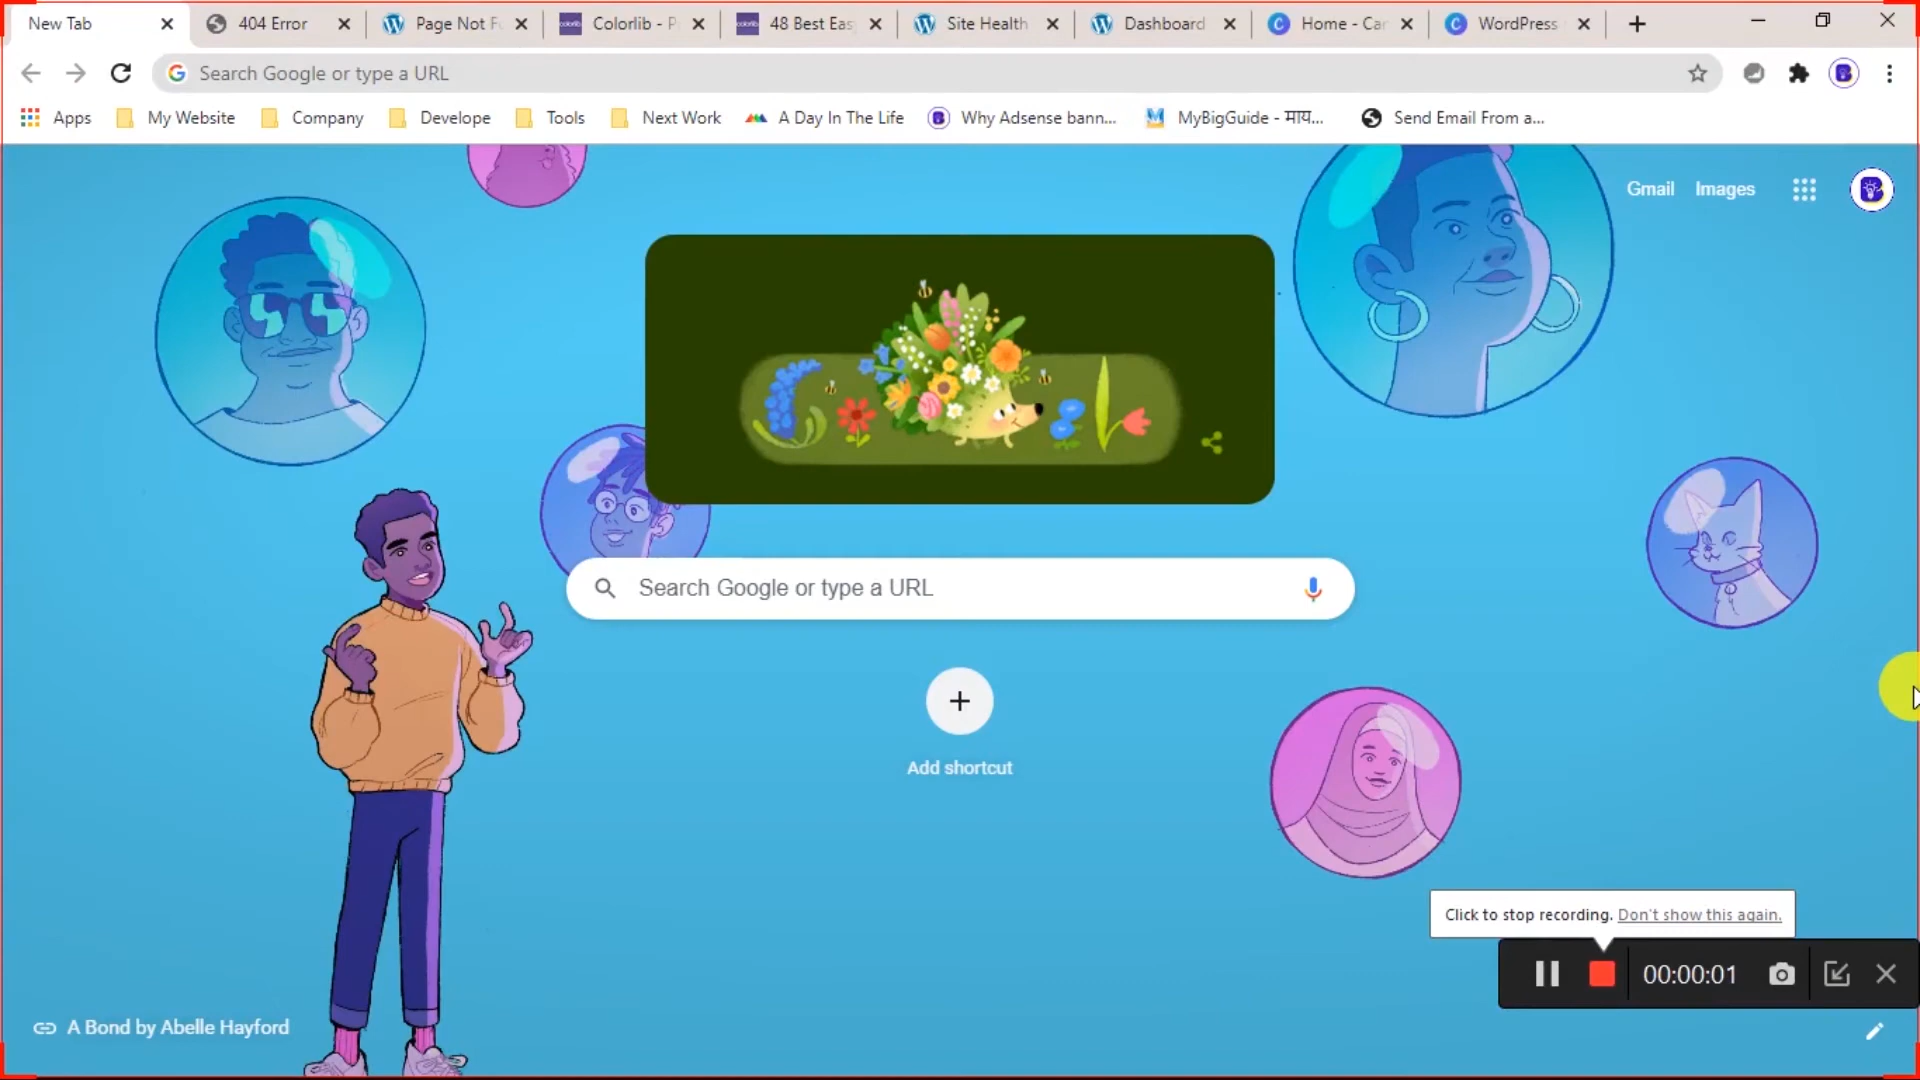 New Tab
404 Error
Page Not F
Colorlib - P
48 Best Eas
Site Health
Dashboard
Home - Can
WordPress
Search Google or type a URL
Apps
My Website
Company
Develope
Tools
Next Work
A Day In The Life
Why Adsense bann...
MyBigGuide - माय...
Send Email From a...
Gmail
Images
Search Google or type a URL
Add shortcut
Click to stop recording. Don't show this again.
00:00:01
A Bond by Abelle Hayford